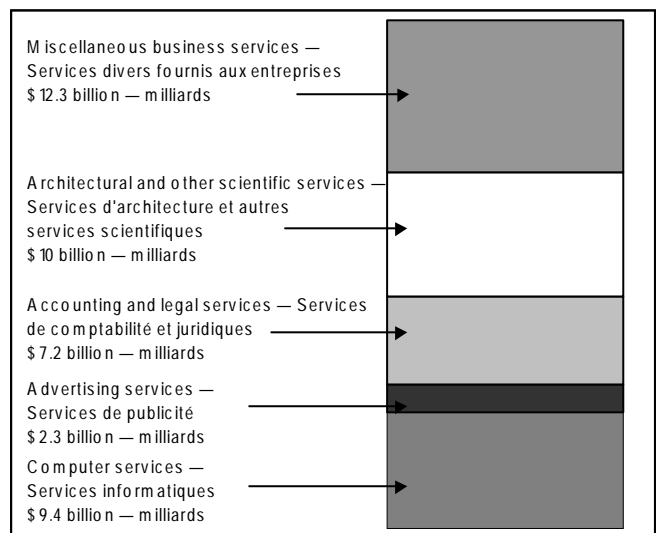 Miscellaneous business services —
Services divers fournis aux entreprises
$12.3 billion — milliards
Architectural and other scientific services —
Services d'architecture et autres
services scientifiques
$10 billion — milliards
Accounting and legal services — Services
de comptabilité et juridiques
$7.2 billion — milliards
Advertising services —
Services de publicité
$2.3 billion — milliards
Computer services —
Services informatiques
$9.4 billion — milliards